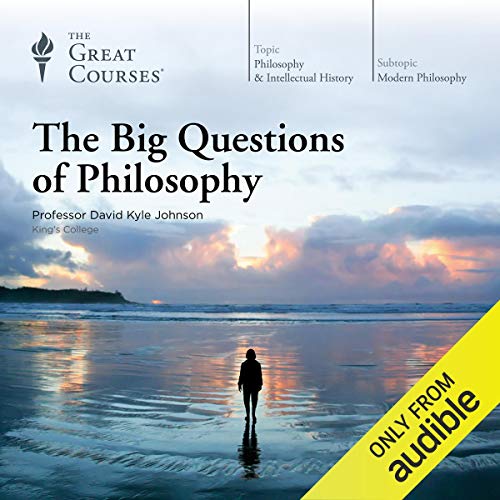 THE
GREAT
COURSES®
Topic
Philosophy
& Intellectual History
Subtopic
Modern Philosophy
The Big Questions
of Philosophy
Professor David Kyle Johnson
King's College
ONLY FROM
audible